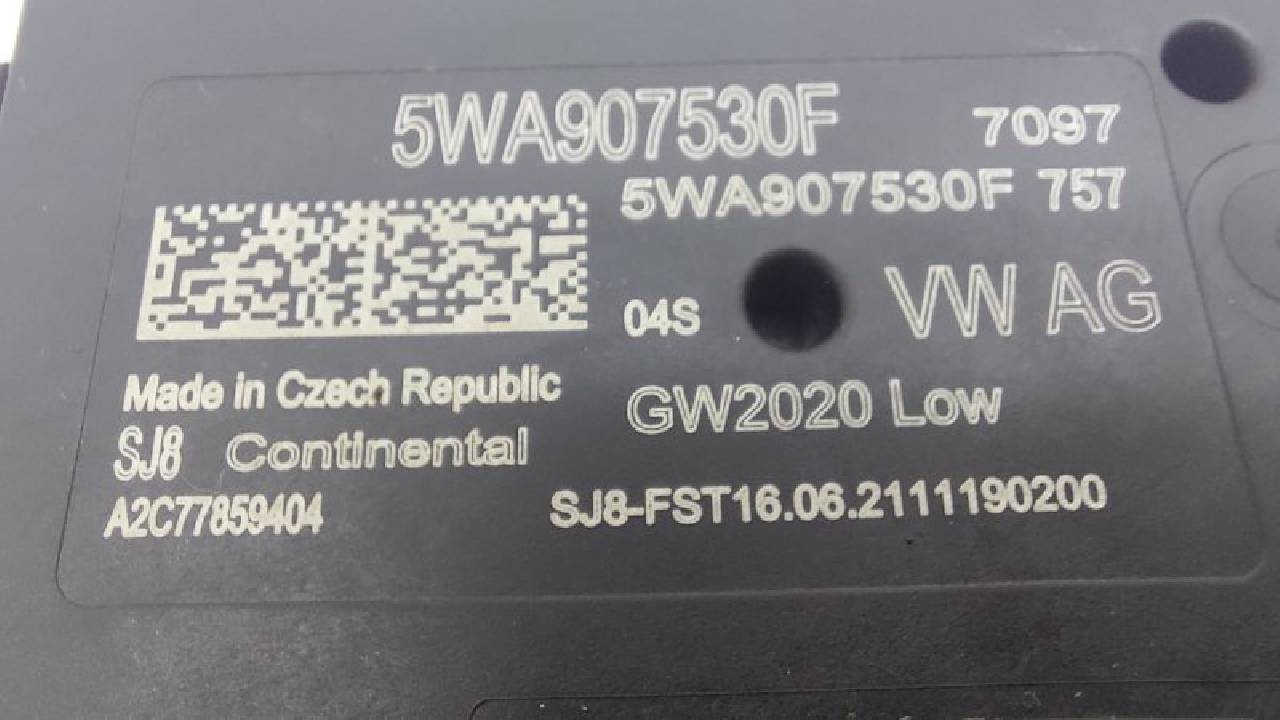 5WA907530F 7097
5WA907530F 757
04S VW AG
Made in Czech Republic
GW2020 Low
SJ8 Continental
A2C77859404
SJ8-FST16.06.2111190200